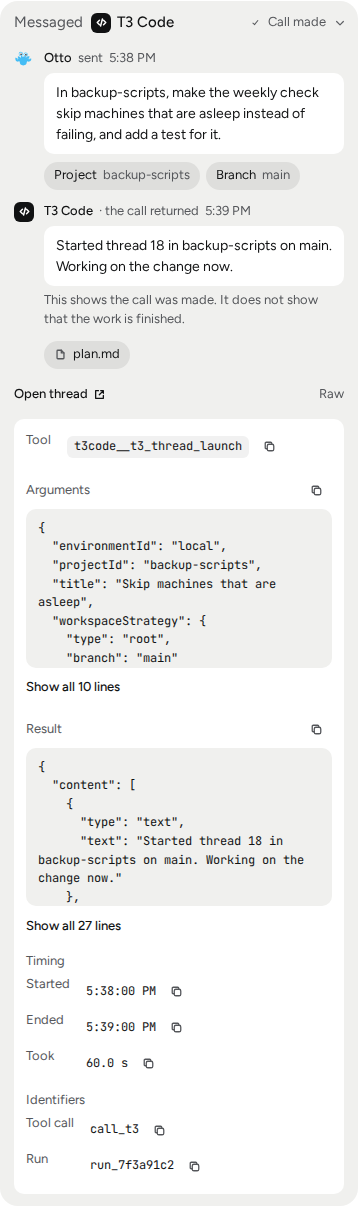 Messaged T3 Code Call made
Otto sent 5:38 PM
In backup-scripts, make the weekly check
skip machines that are asleep instead of
failing, and add a test for it.
Project backup-scripts Branch main
T3 Code · the call returned 5:39 PM
Started thread 18 in backup-scripts on main.
Working on the change now.
This shows the call was made. It does not show
that the work is finished.
plan.md
Open thread Raw
Tool t3code__t3_thread_launch
Arguments
{
"environmentId": "local",
"projectId": "backup-scripts",
"title": "Skip machines that are
asleep",
"workspaceStrategy": {
"type": "root",
"branch": "main"
Show all 10 lines
Result
{
"content": [
{
"type": "text",
"text": "Started thread 18 in
backup-scripts on main. Working on the
change now."
},
Show all 27 lines
Timing
Started 5:38:00 PM
Ended 5:39:00 PM
Took 60.0 s
Identifiers
Tool call call_t3
Run run_7f3a91c2